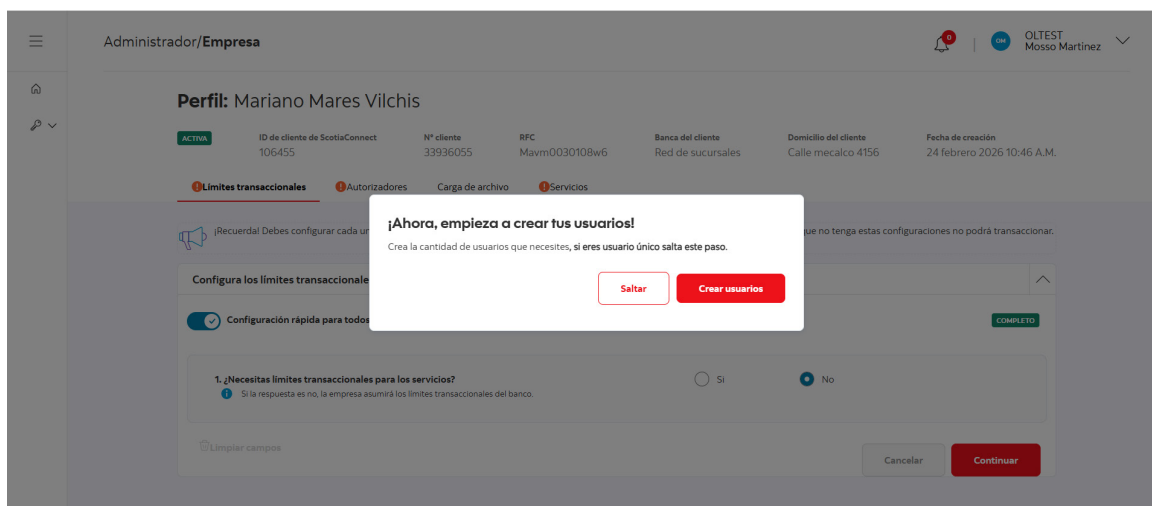 Administrador/Empresa
0
OM
OLTEST
Mosso Martinez
Perfil: Mariano Mares Vilchis
ACTIVA
ID de cliente de ScotiaConnect
106455
N° cliente
33936055
RFC
Mavm0030108w6
Banca del cliente
Red de sucursales
Domicilio del cliente
Calle mecalco 4156
Fecha de creación
24 febrero 2026 10:46 A.M.
Límites transaccionales
Autorizadores
Carga de archivo
Servicios
¡Recuerda! Debes configurar cada
que no tenga estas configuraciones no podrá transaccionar.
¡Ahora, empieza a crear tus usuarios!
Crea la cantidad de usuarios que necesites, si eres usuario único salta este paso.
Saltar
Crear usuarios
Configura los límites transaccionale
Configuración rápida para todos
COMPLETO
1. ¿Necesitas límites transaccionales para los servicios?
Si la respuesta es no, la empresa asumirá los límites transaccionales del banco.
Si
No
Limpiar campos
Cancelar
Continuar